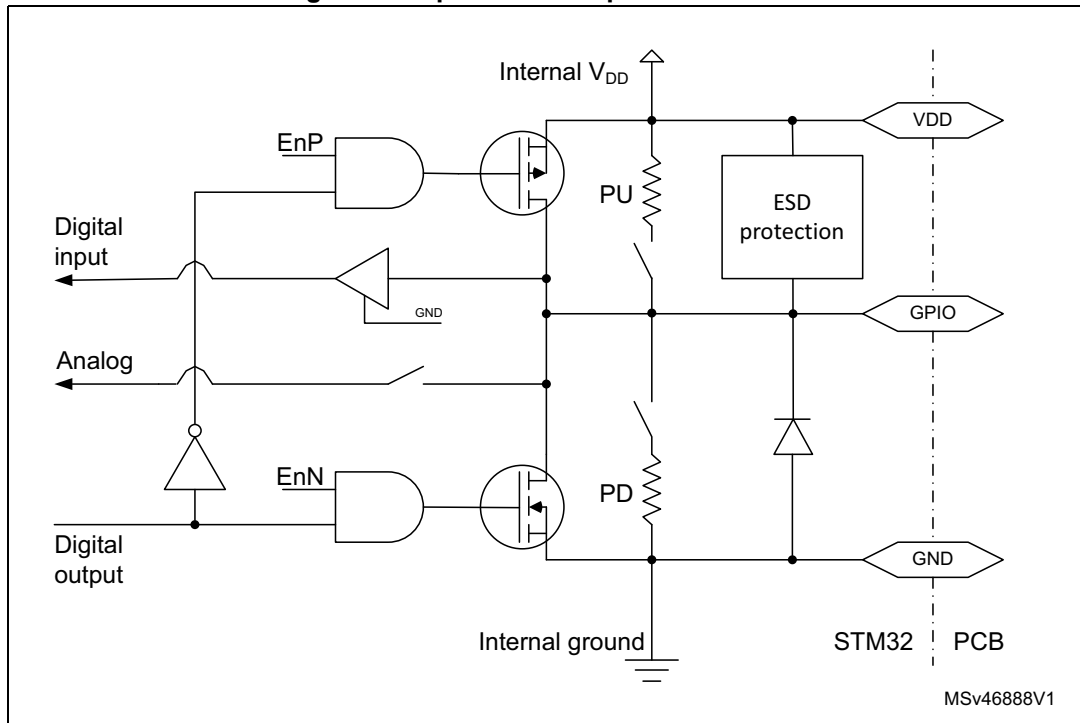 Internal VDD
VDD
EnP
PU
ESD
protection
Digital
input
GND
GPIO
Analog
EnN
PD
Digital
output
GND
Internal ground
STM32
PCB
MSv46888V1